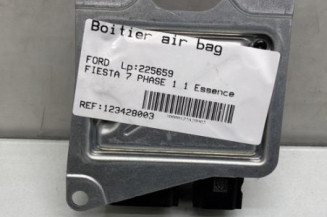 Boitier air bag
FORD Lp:225659
FIESTA 7 PHASE 1 1 Essence
REF:123428003